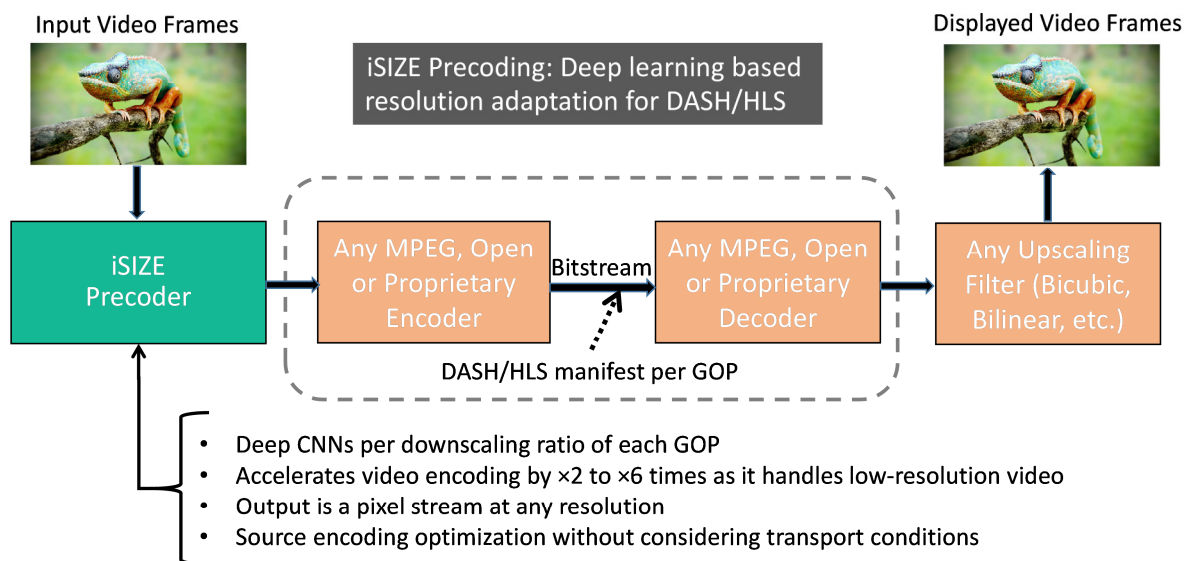 Input Video Frames
Displayed Video Frames
iSIZE Precoding: Deep learning based
resolution adaptation for DASH/HLS
iSIZE
Precoder
Any MPEG, Open
or Proprietary
Encoder
Bitstream
Any MPEG, Open
or Proprietary
Decoder
Any Upscaling
Filter (Bicubic,
Bilinear, etc.)
DASH/HLS manifest per GOP
• Deep CNNs per downscaling ratio of each GOP
• Accelerates video encoding by ×2 to ×6 times as it handles low-resolution video
• Output is a pixel stream at any resolution
• Source encoding optimization without considering transport conditions